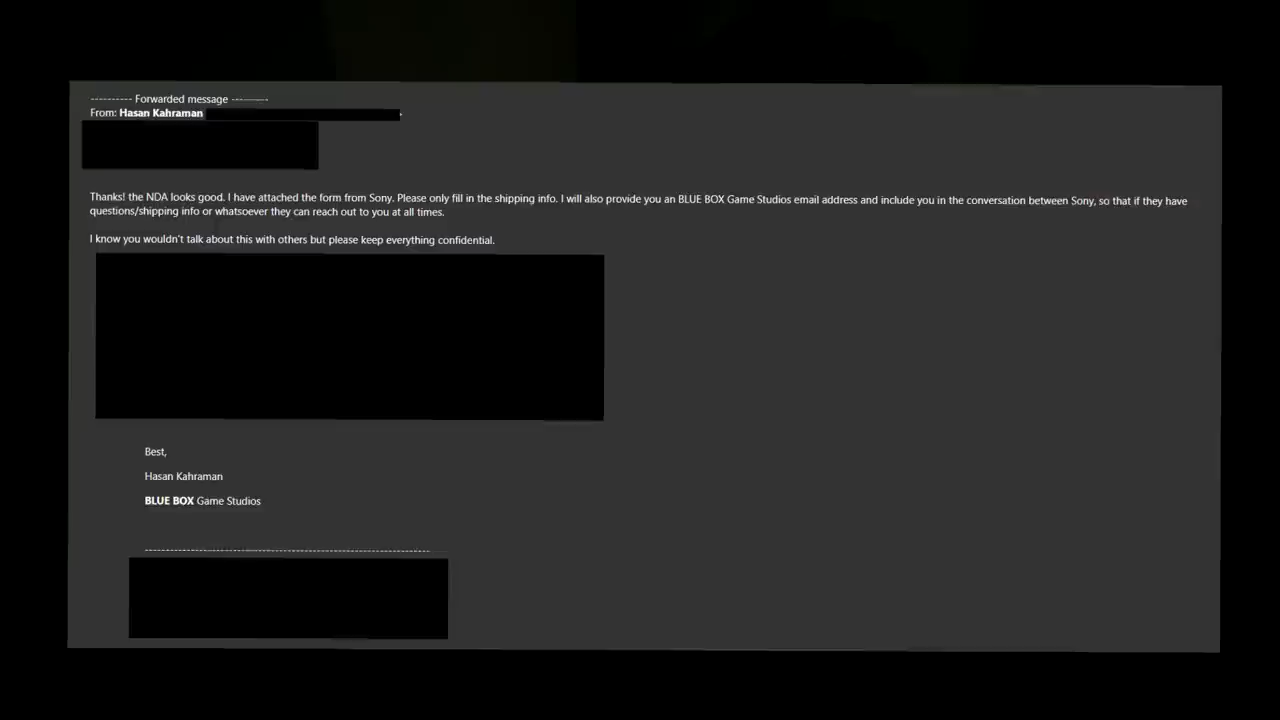 ---------- Forwarded message ---------
From: Hasan Kahraman
Thanks! the NDA looks good. I have attached the form from Sony. Please only fill in the shipping info. I will also provide you an BLUE BOX Game Studios email address and include you in the conversation between Sony, so that if they have
questions/shipping info or whatsoever they can reach out to you at all times.
I know you wouldn't talk about this with others but please keep everything confidential.
Best,
Hasan Kahraman
BLUE BOX Game Studios